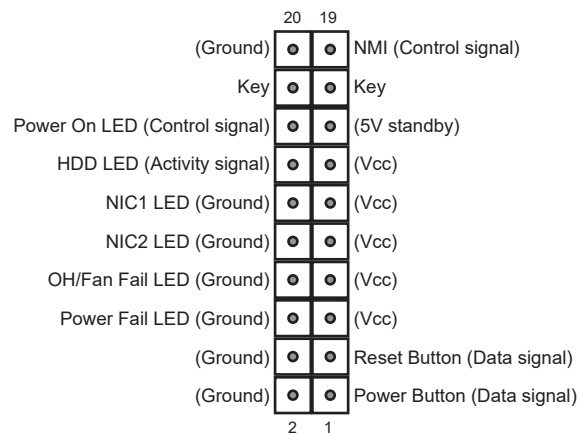 20 19
(Ground) NMI (Control signal)
Key Key
Power On LED (Control signal) (5V standby)
HDD LED (Activity signal) (Vcc)
NIC1 LED (Ground) (Vcc)
NIC2 LED (Ground) (Vcc)
OH/Fan Fail LED (Ground) (Vcc)
Power Fail LED (Ground) (Vcc)
(Ground) Reset Button (Data signal)
(Ground) Power Button (Data signal)
2 1